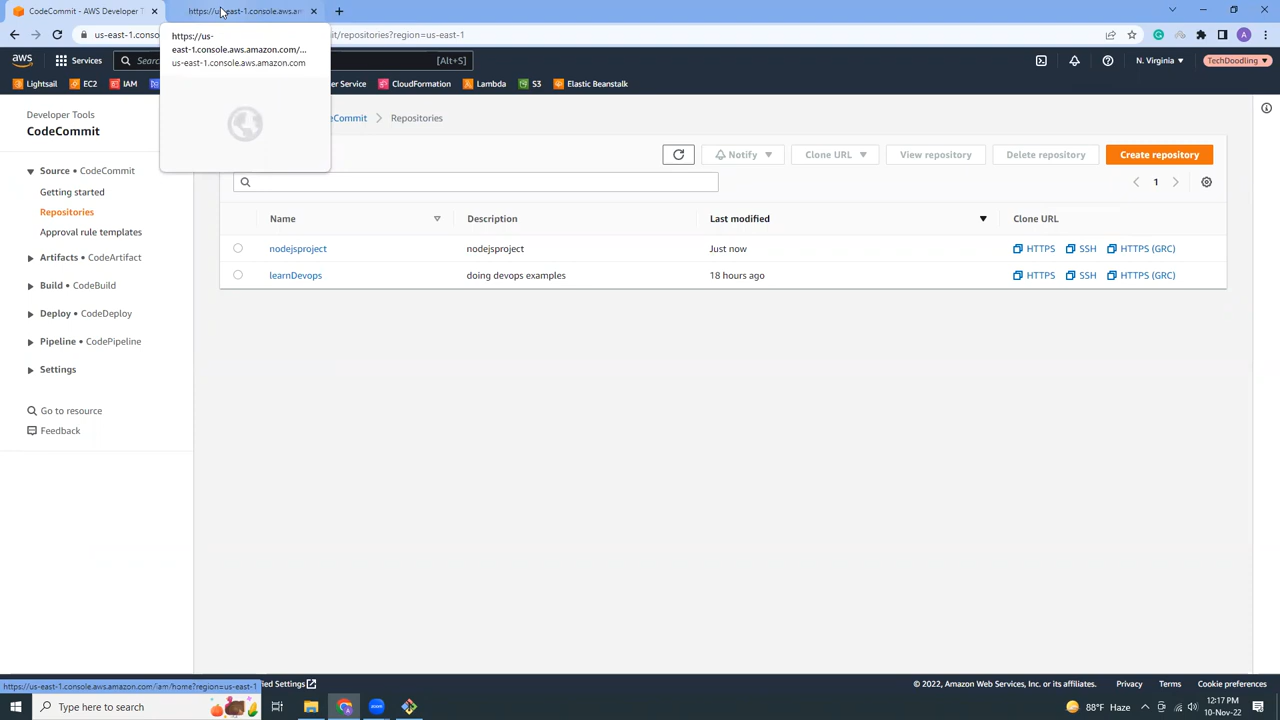 CodeCommit - AWS Developer T
https://us-east-1.console.aws.am
us-east-1.conso
it/repositories?region=us-east-1
https://us-
east-1.console.aws.amazon.com/...
us-east-1.console.aws.amazon.com
aws
Services
Searc
[Alt+S]
N. Virginia
TechDoodling
A
Lightsail
EC2
IAM
er Service
CloudFormation
Lambda
S3
Elastic Beanstalk
Developer Tools
CodeCommit
eCommit
Repositories
Notify
Clone URL
View repository
Delete repository
Create repository
1
Source • CodeCommit
Getting started
Repositories
Approval rule templates
Artifacts • CodeArtifact
Build • CodeBuild
Deploy • CodeDeploy
Pipeline • CodePipeline
Settings
Go to resource
Feedback
Name
Description
Last modified
Clone URL
nodejsproject
nodejsproject
Just now
HTTPS
SSH
HTTPS (GRC)
learnDevops
doing devops examples
18 hours ago
HTTPS
SSH
HTTPS (GRC)
https://us-east-1.console.aws.amazon.com/iam/home?region=us-east-1
fied Settings
© 2022, Amazon Web Services, Inc. or its affiliates.
Privacy
Terms
Cookie preferences
Type here to search
zoom
88°F Haze
12:17 PM
10-Nov-22